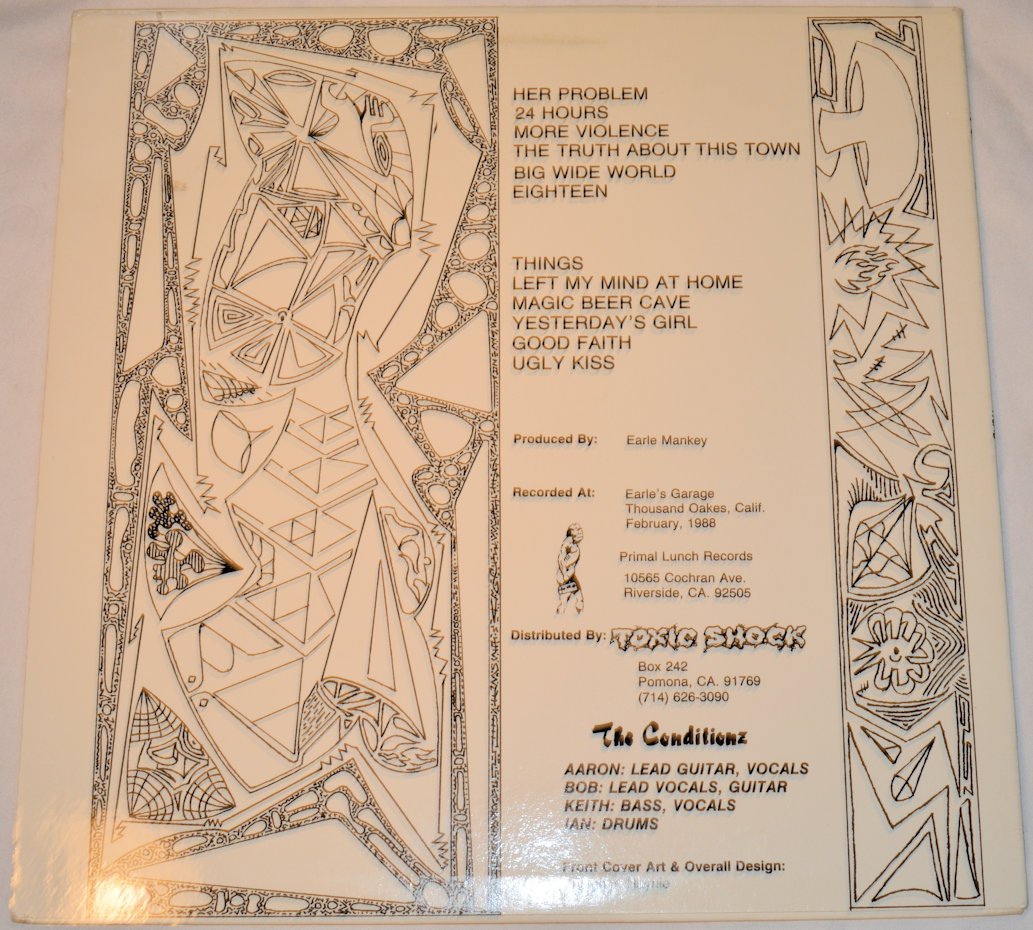 HER PROBLEM
24 HOURS
MORE VIOLENCE
THE TRUTH ABOUT THIS TOWN
BIG WIDE WORLD
EIGHTEEN
THINGS
LEFT MY MIND AT HOME
MAGIC BEER CAVE
YESTERDAY'S GIRL
GOOD FAITH
UGLY KISS
Produced By: Earle Mankey
Recorded At: Earle's Garage
Thousand Oakes, Calif.
February, 1988
Primal Lunch Records
10565 Cochran Ave.
Riverside, CA. 92505
Distributed By: TOXIC SHOCK
Box 242
Pomona, CA. 91769
(714) 626-3090
The Conditionz
AARON: LEAD GUITAR, VOCALS
BOB: LEAD VOCALS, GUITAR
KEITH: BASS, VOCALS
IAN: DRUMS
Front Cover Art & Overall Design: